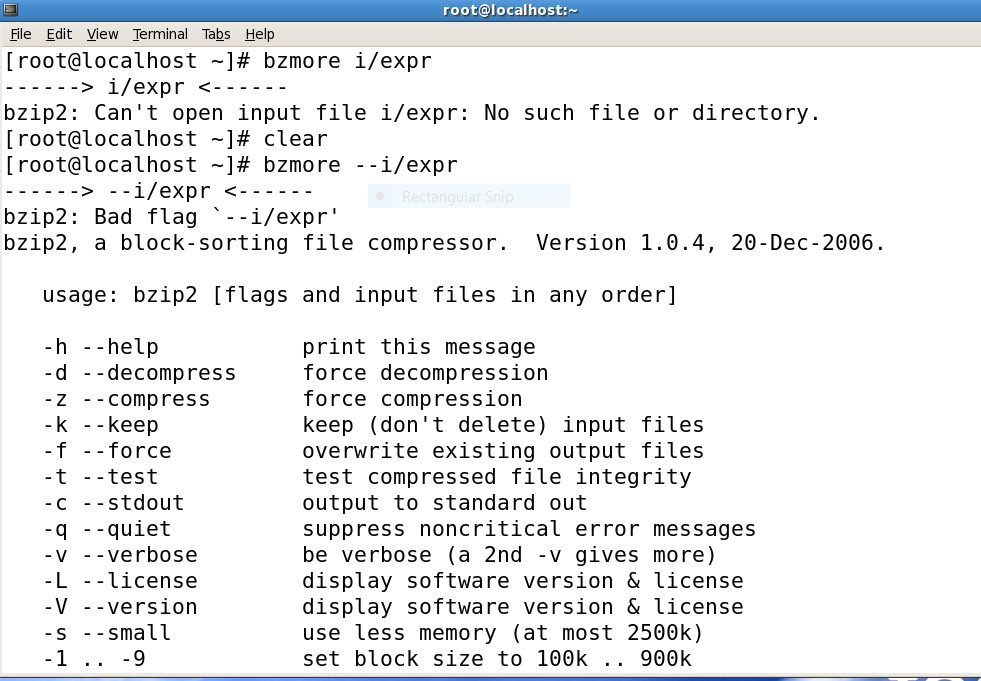 root@localhost:~
File Edit View Terminal Tabs Help
[root@localhost ~]# bzmore i/expr
------> i/expr <------
bzip2: Can't open input file i/expr: No such file or directory.
[root@localhost ~]# clear
[root@localhost ~]# bzmore --i/expr
------> --i/expr <------
Rectangular Snip
bzip2: Bad flag `--i/expr'
bzip2, a block-sorting file compressor.  Version 1.0.4, 20-Dec-2006.
usage: bzip2 [flags and input files in any order]
-h --help           print this message
-d --decompress     force decompression
-z --compress       force compression
-k --keep           keep (don't delete) input files
-f --force          overwrite existing output files
-t --test           test compressed file integrity
-c --stdout         output to standard out
-q --quiet          suppress noncritical error messages
-v --verbose        be verbose (a 2nd -v gives more)
-L --license        display software version & license
-V --version        display software version & license
-s --small          use less memory (at most 2500k)
-1 .. -9            set block size to 100k .. 900k